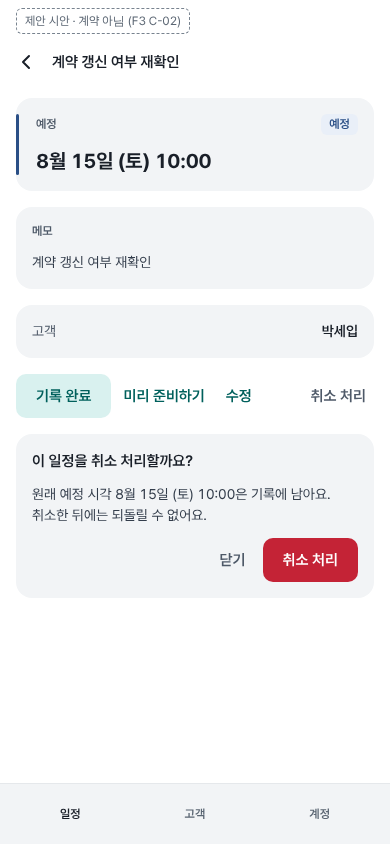 제안 시안 · 계약 아님 (F3 C-02)
계약 갱신 여부 재확인
예정
예정
8월 15일 (토) 10:00
메모
계약 갱신 여부 재확인
고객
박세입
기록 완료 미리 준비하기 수정 취소 처리
이 일정을 취소 처리할까요?
원래 예정 시각 8월 15일 (토) 10:00은 기록에 남아요.
취소한 뒤에는 되돌릴 수 없어요.
닫기 취소 처리
일정 고객 계정